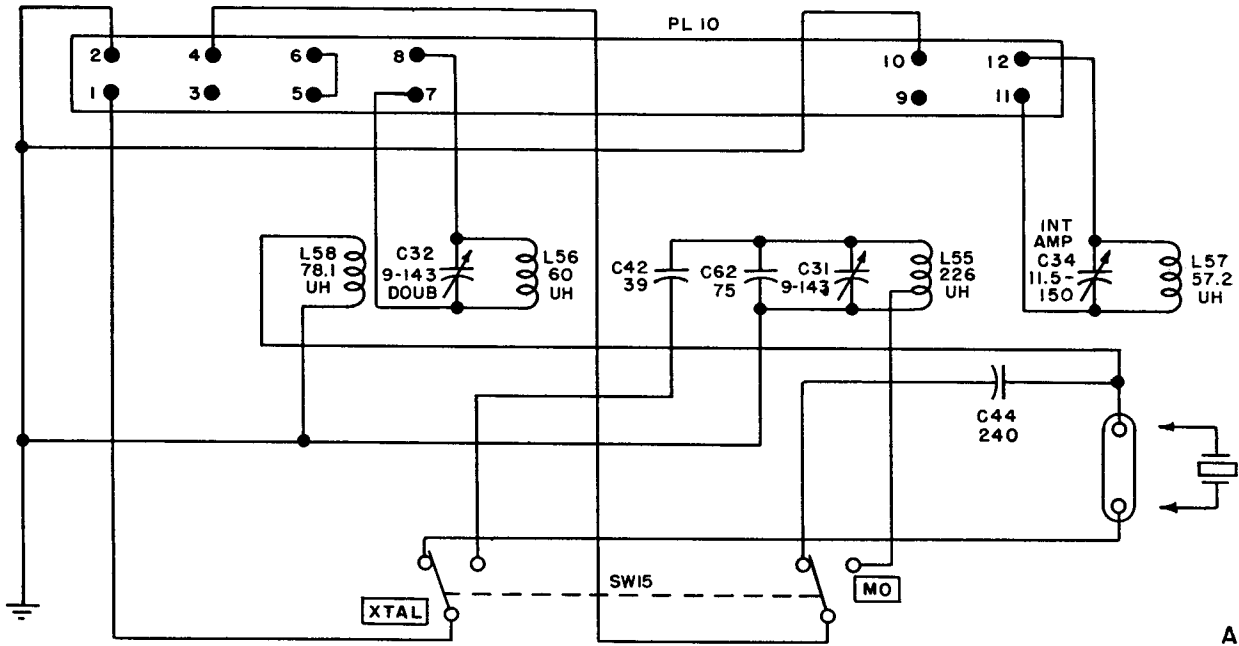 PL 10
2 4 6 8 10 12
1 3 5 7 9 11
L58
78.1
UH
C32
9-143
DOUB
L56
60
UH
C42
39
C62
75
C31
9-143
L55
226
UH
INT
AMP
C34
11.5-
150
L57
57.2
UH
C44
240
SW15
XTAL
MO
A